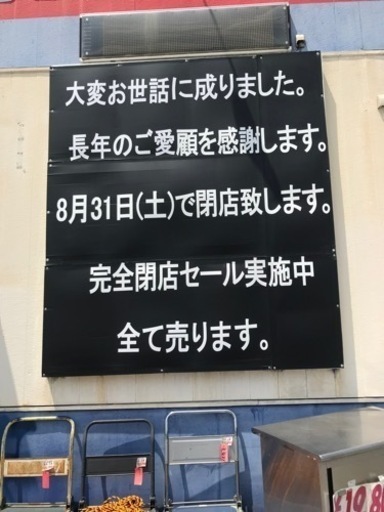 大変お世話に成りました。
長年のご愛顧を感謝します。
8月31日(土)で閉店致します。
完全閉店セール実施中
全て売ります。